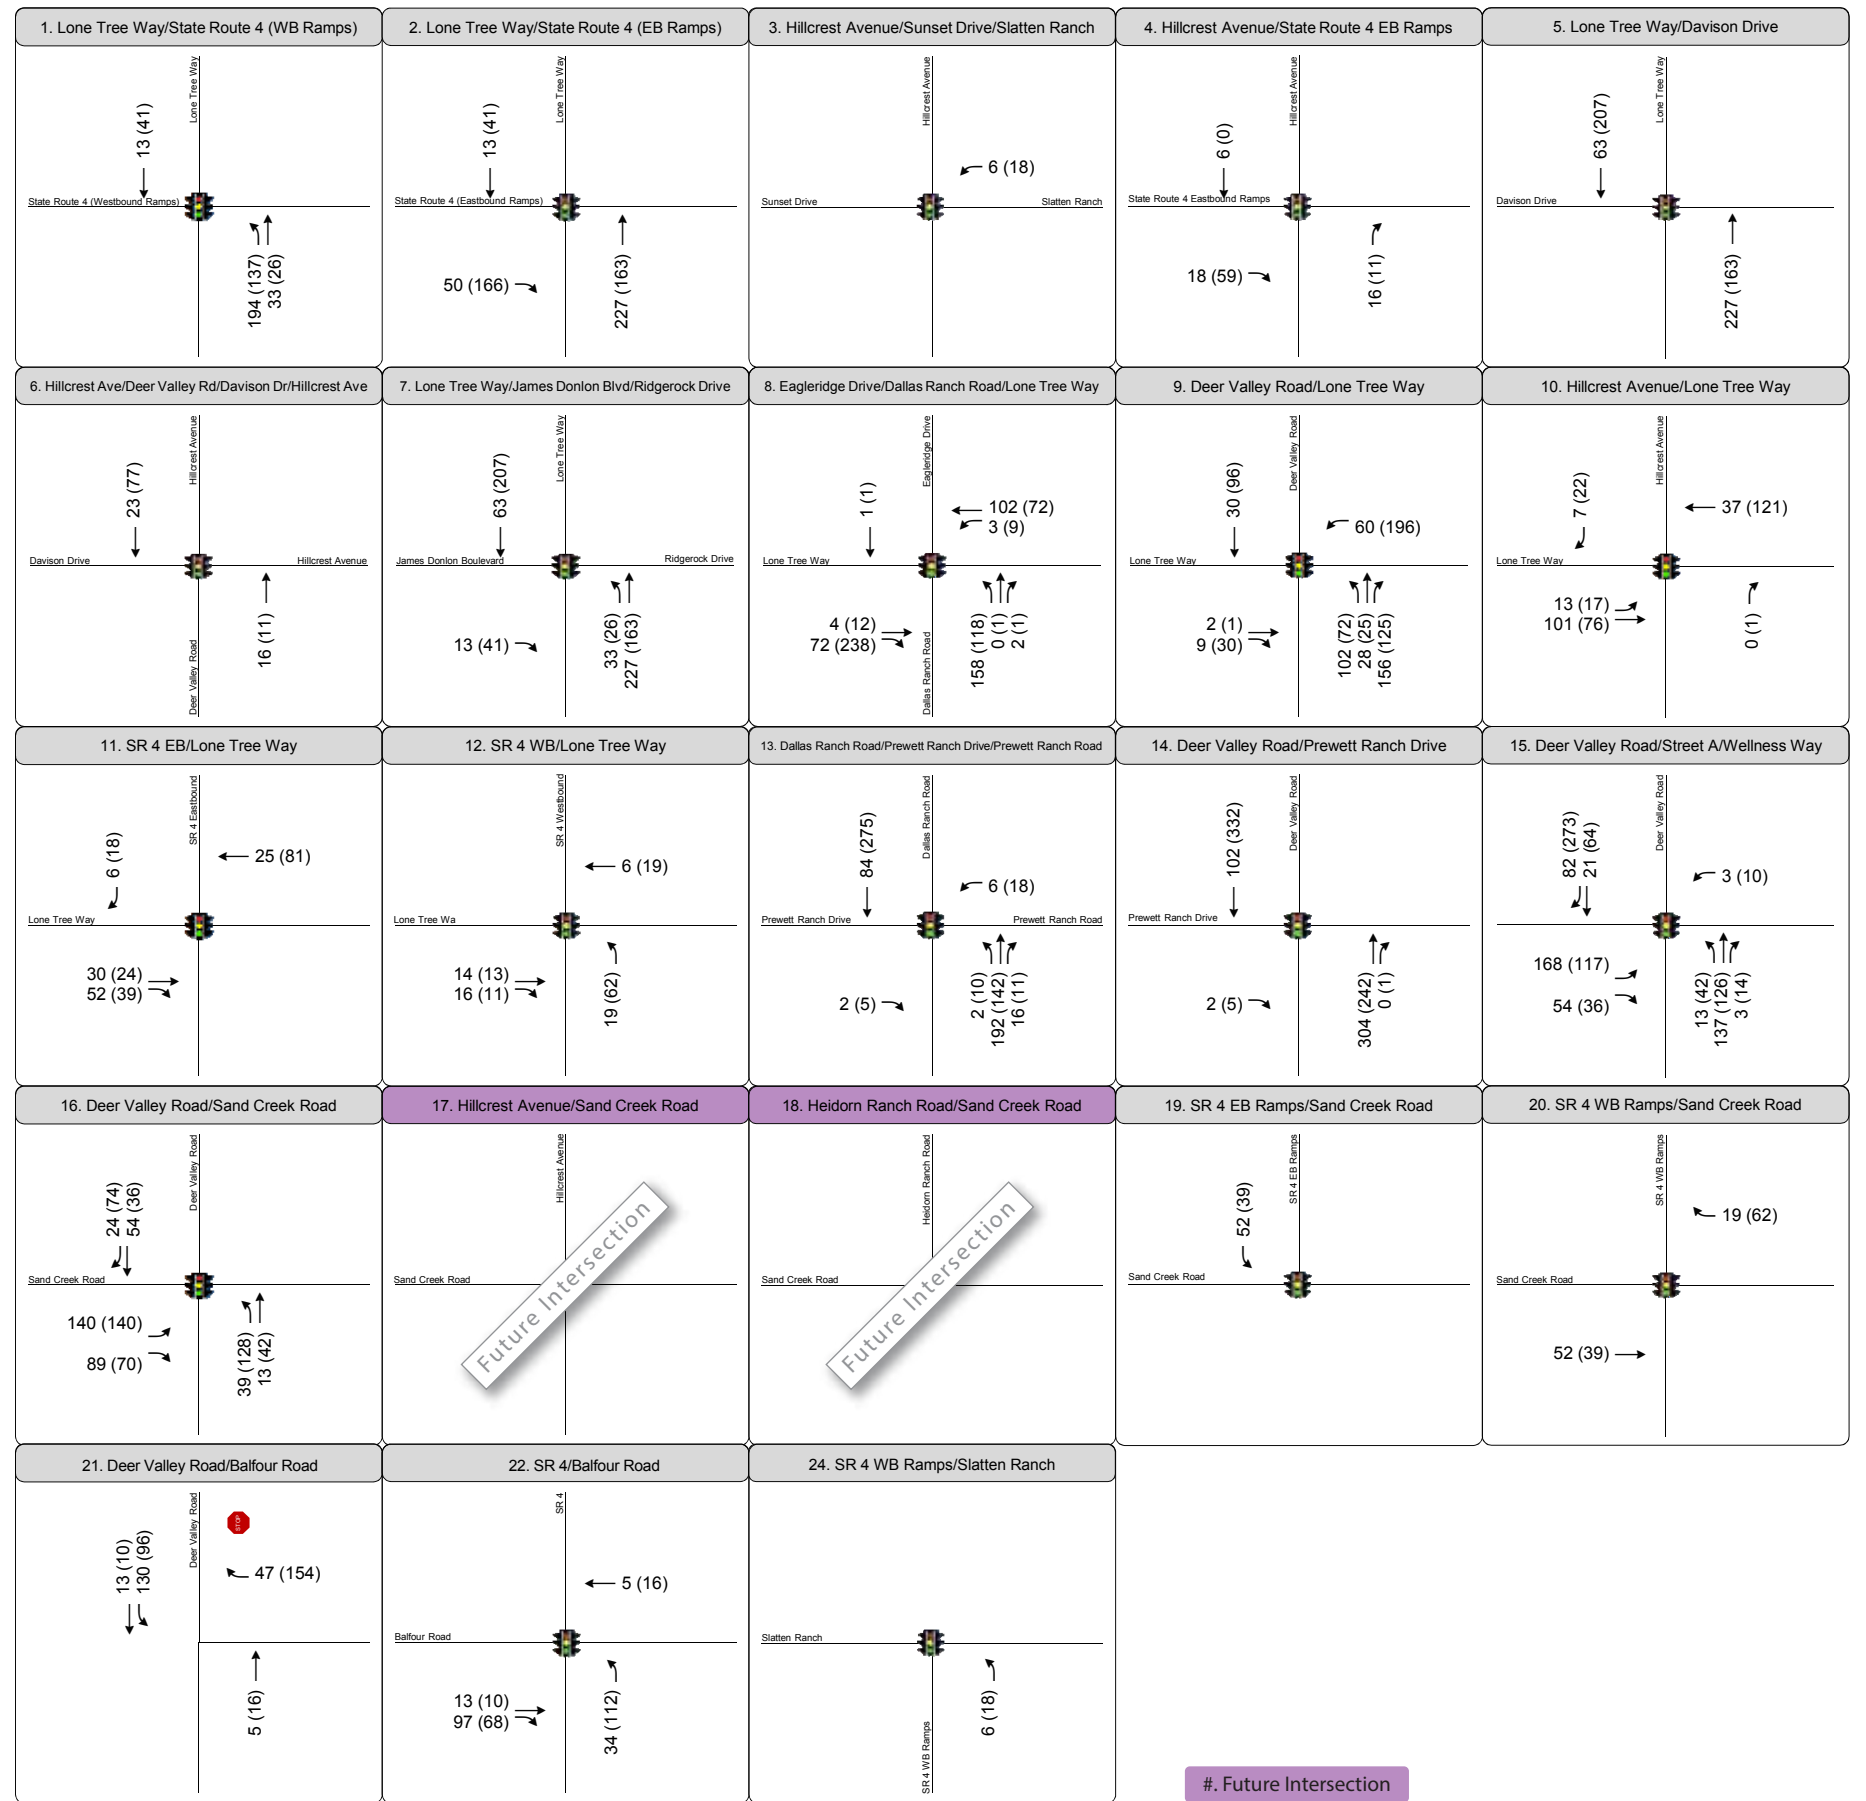 1. Lone Tree Way/State Route 4 (WB Ramps)
Lone Tree Way
13 (41)
State Route 4 (Westbound Ramps)
194 (137)
33 (26)
2. Lone Tree Way/State Route 4 (EB Ramps)
Lone Tree Way
13 (41)
State Route 4 (Eastbound Ramps)
50 (166)
227 (163)
3. Hillcrest Avenue/Sunset Drive/Slatten Ranch
Hillcrest Avenue
6 (18)
Sunset Drive
Slatten Ranch
4. Hillcrest Avenue/State Route 4 EB Ramps
Hillcrest Avenue
6 (0)
State Route 4 Eastbound Ramps
18 (59)
16 (11)
5. Lone Tree Way/Davison Drive
Lone Tree Way
63 (207)
Davison Drive
227 (163)
6. Hillcrest Ave/Deer Valley Rd/Davison Dr/Hillcrest Ave
Hillcrest Avenue
23 (77)
Davison Drive
Hillcrest Avenue
16 (11)
Deer Valley Road
7. Lone Tree Way/James Donlon Blvd/Ridgerock Drive
Lone Tree Way
63 (207)
James Donlon Boulevard
Ridgerock Drive
13 (41)
33 (26)
227 (163)
8. Eagleridge Drive/Dallas Ranch Road/Lone Tree Way
Eagleridge Drive
1 (1)
102 (72)
3 (9)
Lone Tree Way
4 (12)
72 (238)
Dallas Ranch Road
158 (118)
0 (1)
2 (1)
9. Deer Valley Road/Lone Tree Way
Deer Valley Road
30 (96)
60 (196)
Lone Tree Way
2 (1)
9 (30)
102 (72)
28 (25)
156 (125)
10. Hillcrest Avenue/Lone Tree Way
Hillcrest Avenue
7 (22)
37 (121)
Lone Tree Way
13 (17)
101 (76)
0 (1)
11. SR 4 EB/Lone Tree Way
SR 4 Eastbound
6 (18)
25 (81)
Lone Tree Way
30 (24)
52 (39)
12. SR 4 WB/Lone Tree Way
SR 4 Westbound
6 (19)
Lone Tree Wa
14 (13)
16 (11)
19 (62)
13. Dallas Ranch Road/Prewett Ranch Drive/Prewett Ranch Road
Dallas Ranch Road
84 (275)
6 (18)
Prewett Ranch Drive
Prewett Ranch Road
2 (5)
2 (10)
192 (142)
16 (11)
14. Deer Valley Road/Prewett Ranch Drive
Deer Valley Road
102 (332)
Prewett Ranch Drive
2 (5)
304 (242)
0 (1)
15. Deer Valley Road/Street A/Wellness Way
Deer Valley Road
82 (273)
21 (64)
3 (10)
168 (117)
54 (36)
13 (42)
137 (126)
3 (14)
16. Deer Valley Road/Sand Creek Road
Deer Valley Road
24 (74)
54 (36)
Sand Creek Road
140 (140)
89 (70)
39 (128)
13 (42)
17. Hillcrest Avenue/Sand Creek Road
Hillcrest Avenue
Sand Creek Road
Future Intersection
18. Heidorn Ranch Road/Sand Creek Road
Heidorn Ranch Road
Sand Creek Road
Future Intersection
19. SR 4 EB Ramps/Sand Creek Road
SR 4 EB Ramps
52 (39)
Sand Creek Road
20. SR 4 WB Ramps/Sand Creek Road
SR 4 WB Ramps
19 (62)
Sand Creek Road
52 (39)
21. Deer Valley Road/Balfour Road
Deer Valley Road
STOP
13 (10)
130 (96)
47 (154)
5 (16)
22. SR 4/Balfour Road
SR 4
5 (16)
Balfour Road
13 (10)
97 (68)
34 (112)
24. SR 4 WB Ramps/Slatten Ranch
Slatten Ranch
6 (18)
SR 4 WB Ramps
#. Future Intersection